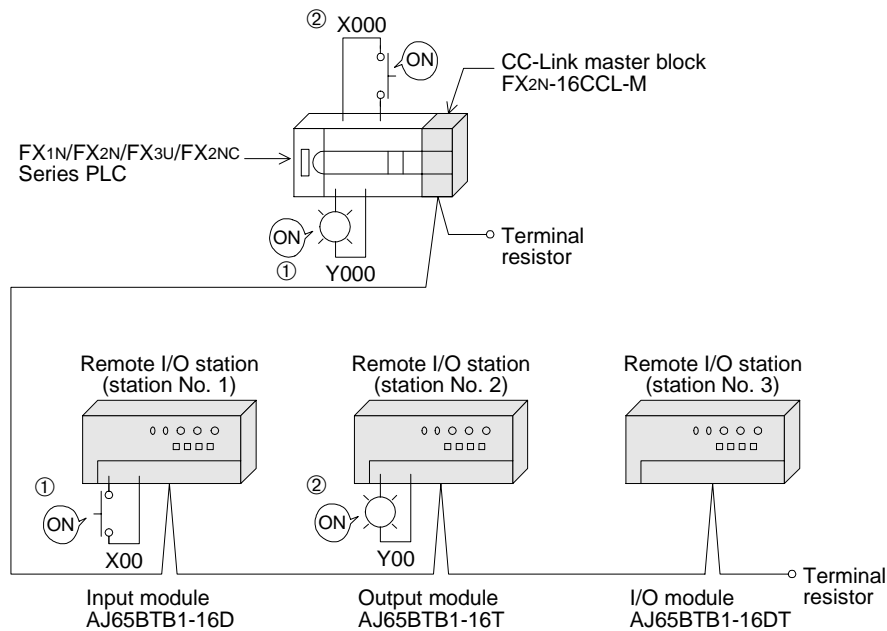 ② X000
ON
CC-Link master block
FX2N-16CCL-M
FX1N/FX2N/FX3U/FX2NC
Series PLC
ON
①
Y000
Terminal
resistor
Remote I/O station
(station No. 1)
Remote I/O station
(station No. 2)
Remote I/O station
(station No. 3)
①
ON
X00
②
ON
Y00
Terminal
resistor
Input module
AJ65BTB1-16D
Output module
AJ65BTB1-16T
I/O module
AJ65BTB1-16DT